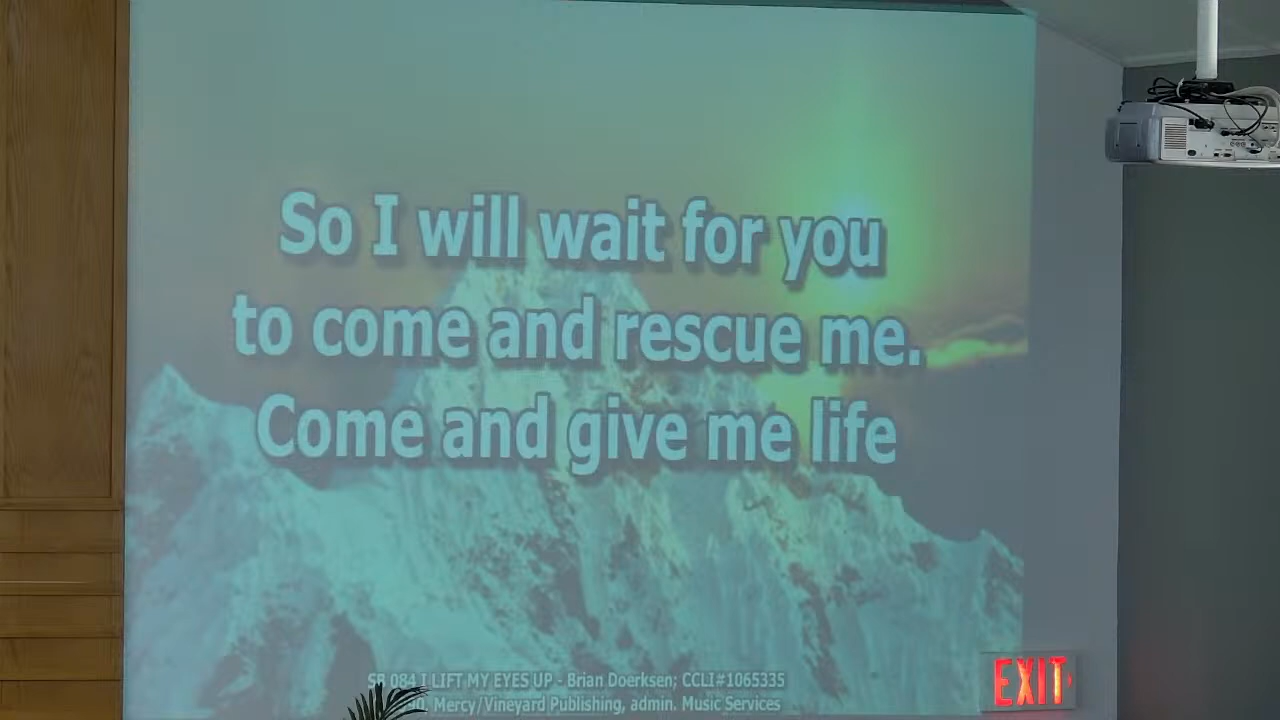 So I will wait for you
to come and rescue me.
Come and give me life
SB 084 I LIFT MY EYES UP - Brian Doerksen; CCLI#1065335
Mercy/Vineyard Publishing, admin. Music Services
EXIT